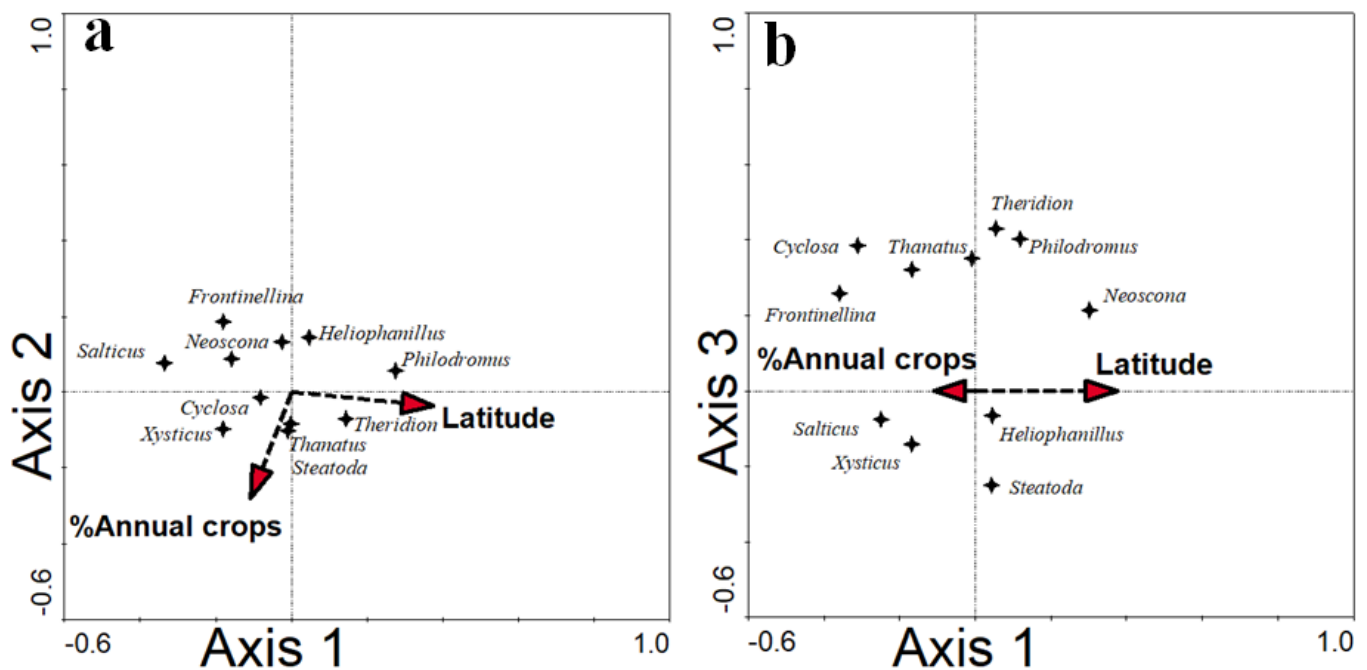 a
1.0
Axis 2
-0.6
Frontinellina
Salticus
Neoscona
Heliophanillus
Philodromus
Cyclosa
Xysticus
Theridion
Latitude
Thanatus
Steatoda
%Annual crops
-0.6
Axis 1
1.0
b
1.0
Axis 3
-0.6
Theridion
Cyclosa
Thanatus
Philodromus
Frontinellina
Neoscona
%Annual crops
Latitude
Salticus
Heliophanillus
Xysticus
Steatoda
-0.6
Axis 1
1.0